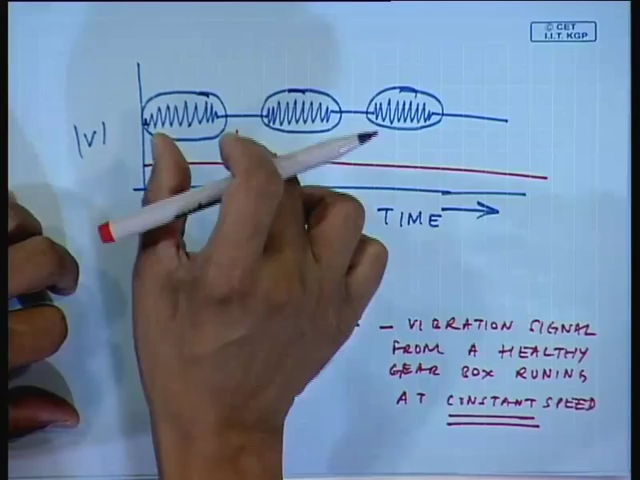 © CET
I.I.T. KGP
|V|
TIME
- VIBRATION SIGNAL
FROM A HEALTHY
GEAR BOX RUNING
AT CONSTANT SPEED